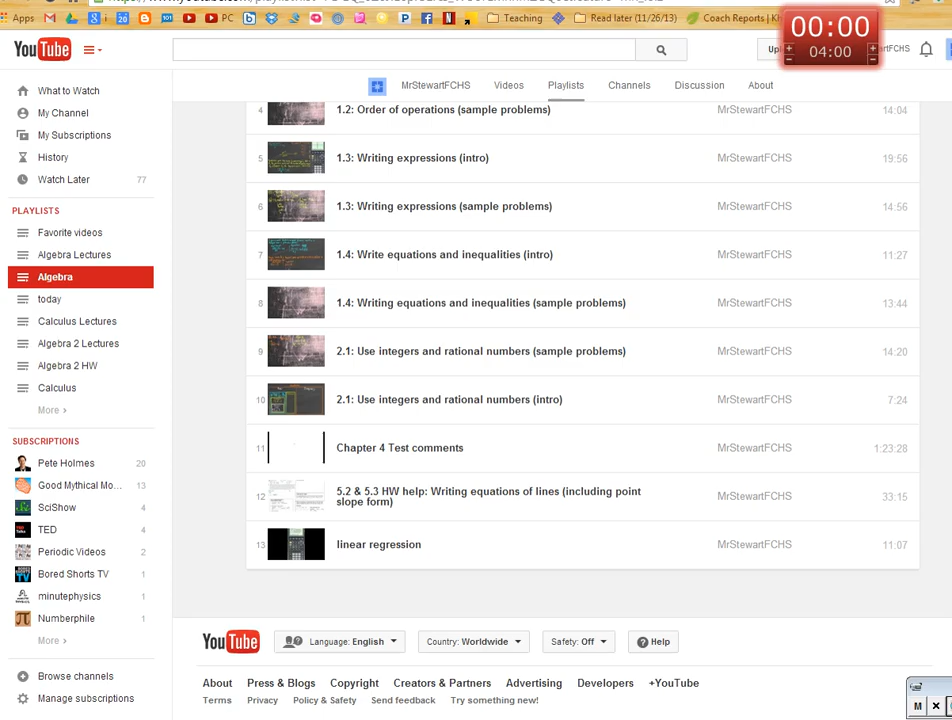 Apps
PC
Teaching
Read later (11/26/13)
Coach Reports
00:00
04:00
YouTube
MrStewartFCHS
Videos
Playlists
Channels
Discussion
About
What to Watch
My Channel
My Subscriptions
History
Watch Later 77
PLAYLISTS
Favorite videos
Algebra Lectures
Algebra
today
Calculus Lectures
Algebra 2 Lectures
Algebra 2 HW
Calculus
More >
SUBSCRIPTIONS
Pete Holmes 20
Good Mythical Mo... 13
SciShow 4
TED 4
Periodic Videos 2
Bored Shorts TV 1
minutephysics 1
Numberphile 1
More >
Browse channels
Manage subscriptions
4 1.2: Order of operations (sample problems) MrStewartFCHS 14:04
5 1.3: Writing expressions (intro) MrStewartFCHS 19:56
6 1.3: Writing expressions (sample problems) MrStewartFCHS 14:56
7 1.4: Write equations and inequalities (intro) MrStewartFCHS 11:27
8 1.4: Writing equations and inequalities (sample problems) MrStewartFCHS 13:44
9 2.1: Use integers and rational numbers (sample problems) MrStewartFCHS 14:20
10 2.1: Use integers and rational numbers (intro) MrStewartFCHS 7:24
11 Chapter 4 Test comments MrStewartFCHS 1:23:28
12 5.2 & 5.3 HW help: Writing equations of lines (including point
slope form) MrStewartFCHS 33:15
13 linear regression MrStewartFCHS 11:07
YouTube
Language: English
Country: Worldwide
Safety: Off
Help
About Press & Blogs Copyright Creators & Partners Advertising Developers +YouTube
Terms Privacy Policy & Safety Send feedback Try something new!
M